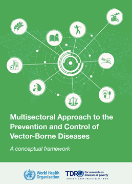 Multisectoral Approach to the
Prevention and Control of
Vector-Borne Diseases
A conceptual framework
World Health
Organization
TDR